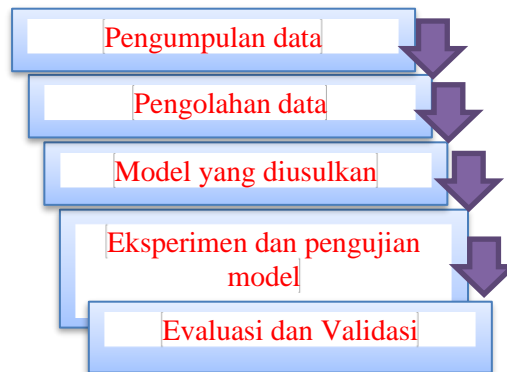 Pengumpulan data
Pengolahan data
Model yang diusulkan
Eksperimen dan pengujian
model
Evaluasi dan Validasi